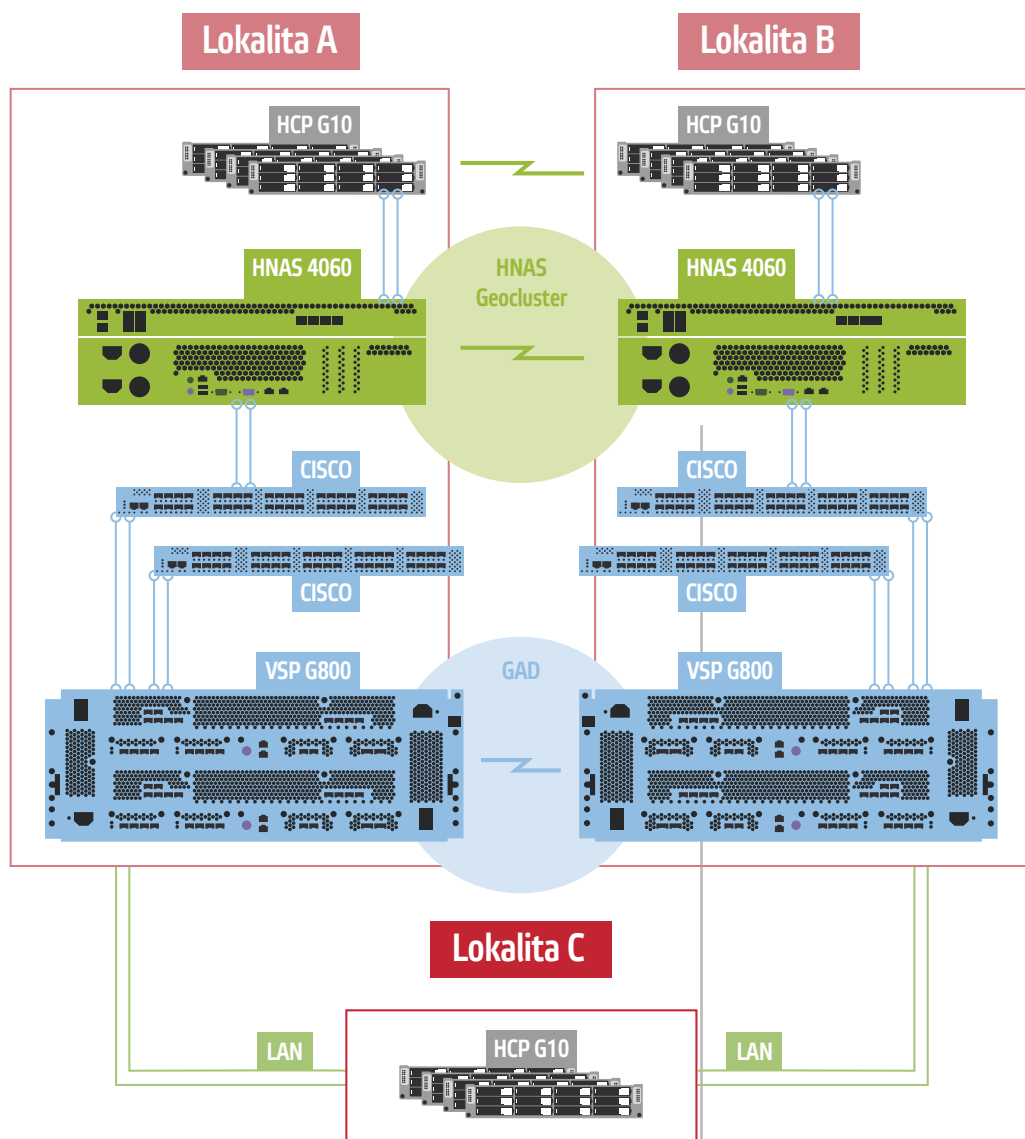 Lokalita A
Lokalita B
HCP G10
HCP G10
HNAS 4060
HNAS
Geocluster
HNAS 4060
CISCO
CISCO
CISCO
CISCO
VSP G800
GAD
VSP G800
Lokalita C
LAN
HCP G10
LAN